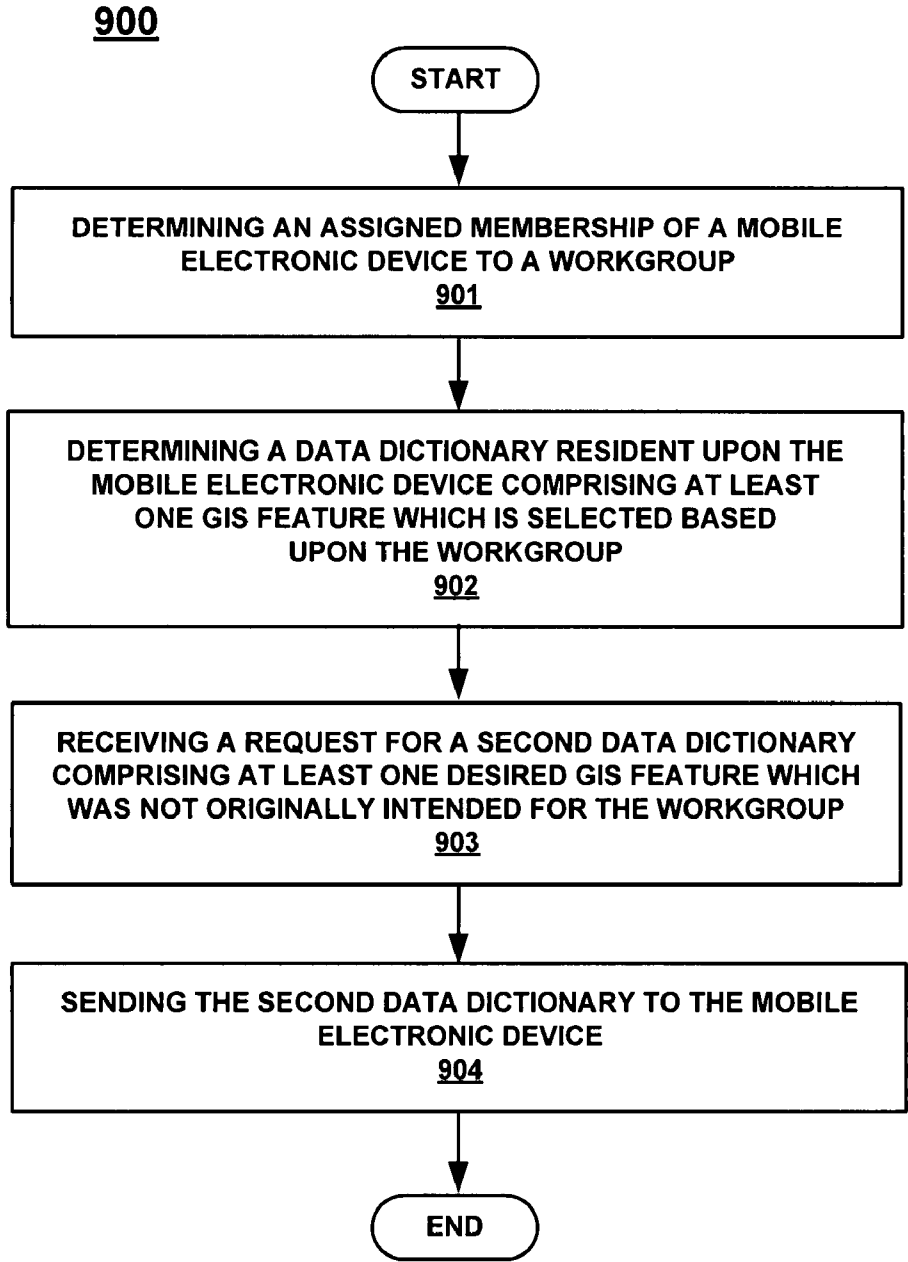 900
START
DETERMINING AN ASSIGNED MEMBERSHIP OF A MOBILE
ELECTRONIC DEVICE TO A WORKGROUP
901
DETERMINING A DATA DICTIONARY RESIDENT UPON THE
MOBILE ELECTRONIC DEVICE COMPRISING AT LEAST
ONE GIS FEATURE WHICH IS SELECTED BASED
UPON THE WORKGROUP
902
RECEIVING A REQUEST FOR A SECOND DATA DICTIONARY
COMPRISING AT LEAST ONE DESIRED GIS FEATURE WHICH
WAS NOT ORIGINALLY INTENDED FOR THE WORKGROUP
903
SENDING THE SECOND DATA DICTIONARY TO THE MOBILE
ELECTRONIC DEVICE
904
END